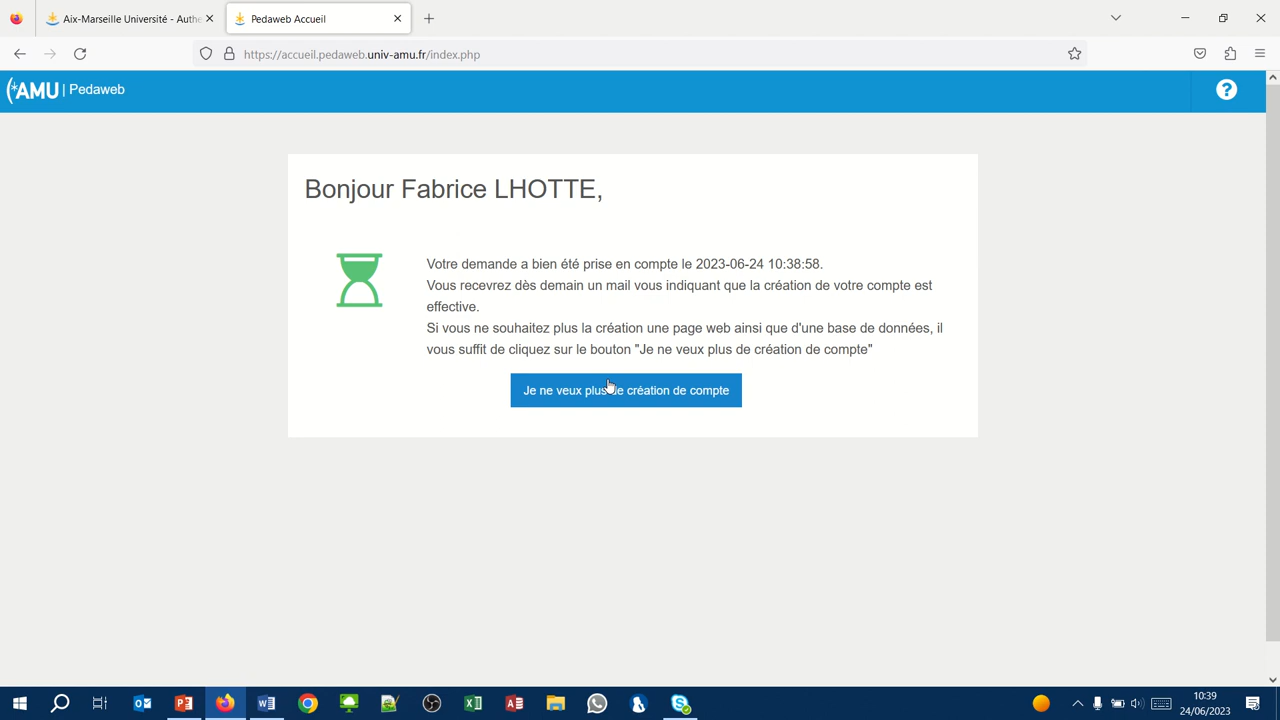 Aix-Marseille Université - Authe
Pedaweb Accueil
https://accueil.pedaweb.univ-amu.fr/index.php
(*AMU | Pedaweb
?
Bonjour Fabrice LHOTTE,
Votre demande a bien été prise en compte le 2023-06-24 10:38:58.
Vous recevrez dès demain un mail vous indiquant que la création de votre compte est
effective.
Si vous ne souhaitez plus la création une page web ainsi que d'une base de données, il
vous suffit de cliquez sur le bouton "Je ne veux plus de création de compte"
Je ne veux plus de création de compte
10:39
24/06/2023